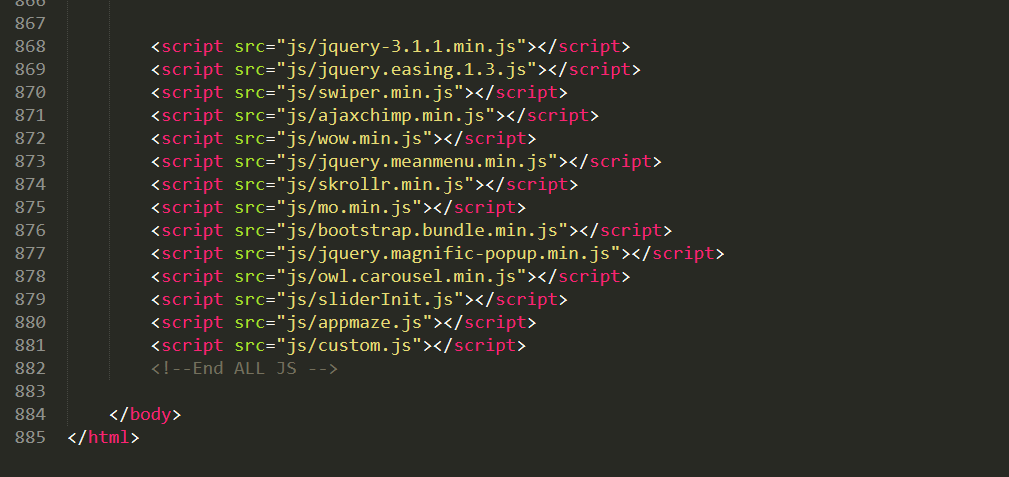 866
867
868 <script src="js/jquery-3.1.1.min.js"></script>
869 <script src="js/jquery.easing.1.3.js"></script>
870 <script src="js/swiper.min.js"></script>
871 <script src="js/ajaxchimp.min.js"></script>
872 <script src="js/wow.min.js"></script>
873 <script src="js/jquery.meanmenu.min.js"></script>
874 <script src="js/skrollr.min.js"></script>
875 <script src="js/mo.min.js"></script>
876 <script src="js/bootstrap.bundle.min.js"></script>
877 <script src="js/jquery.magnific-popup.min.js"></script>
878 <script src="js/owl.carousel.min.js"></script>
879 <script src="js/sliderInit.js"></script>
880 <script src="js/appmaze.js"></script>
881 <script src="js/custom.js"></script>
882 <!--End ALL JS -->
883
884 </body>
885 </html>